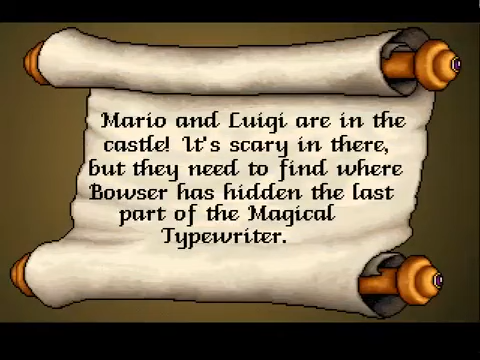 Mario and Luigi are in the
castle! It's scary in there,
but they need to find where
Bowser has hidden the last
part of the Magical
Typewriter.